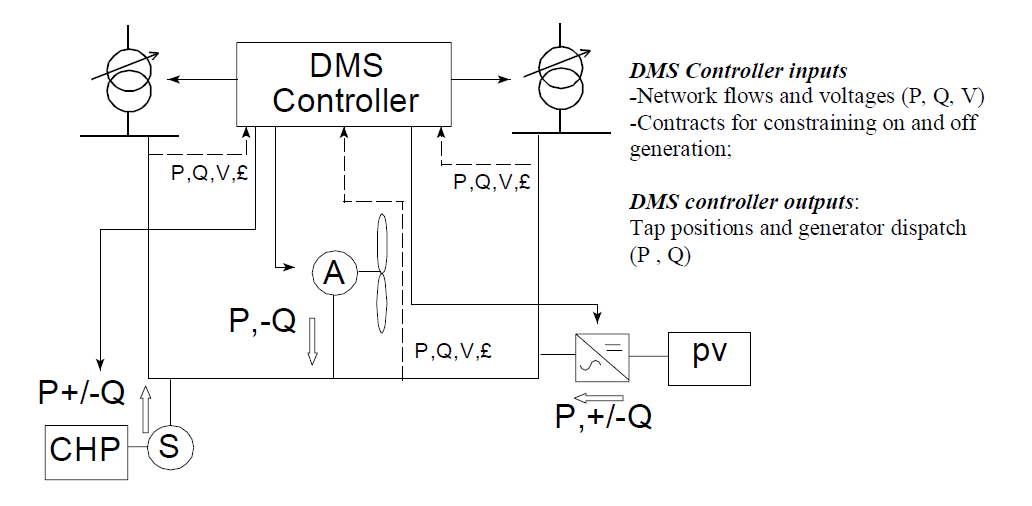 DMS
Controller
P,Q,V,£
P,Q,V,£
A
P,-Q
P,Q,V,£
pv
P+/-Q
P,+/-Q
CHP
S
DMS Controller inputs
-Network flows and voltages (P, Q, V)
-Contracts for constraining on and off
generation;
DMS controller outputs:
Tap positions and generator dispatch
(P , Q)